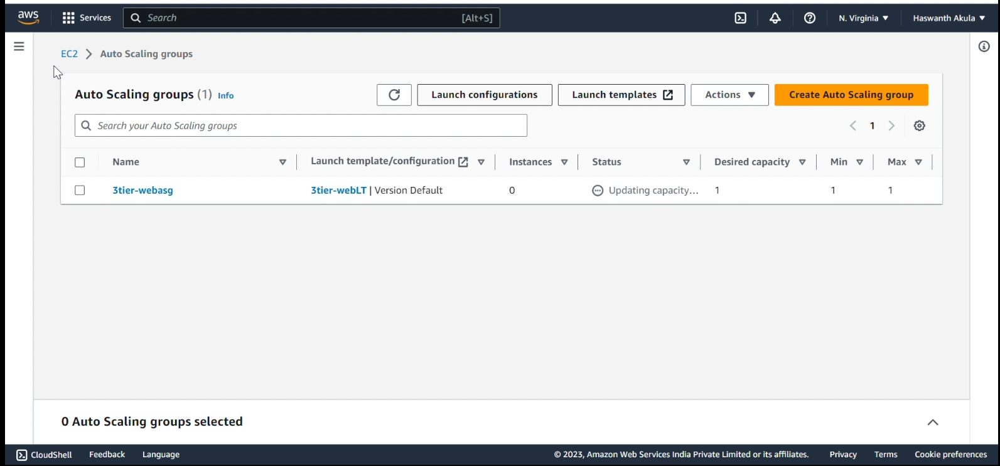 aws Services Search [Alt+S] N. Virginia Haswanth Akula
EC2 Auto Scaling groups
Auto Scaling groups (1) Info Launch configurations Launch templates Actions Create Auto Scaling group
Search your Auto Scaling groups 1
Name Launch template/configuration Instances Status Desired capacity Min Max
3tier-webasg 3tier-webLT | Version Default 0 Updating capacity... 1 1 1
0 Auto Scaling groups selected
CloudShell Feedback Language © 2023, Amazon Web Services India Private Limited or its affiliates. Privacy Terms Cookie preferences